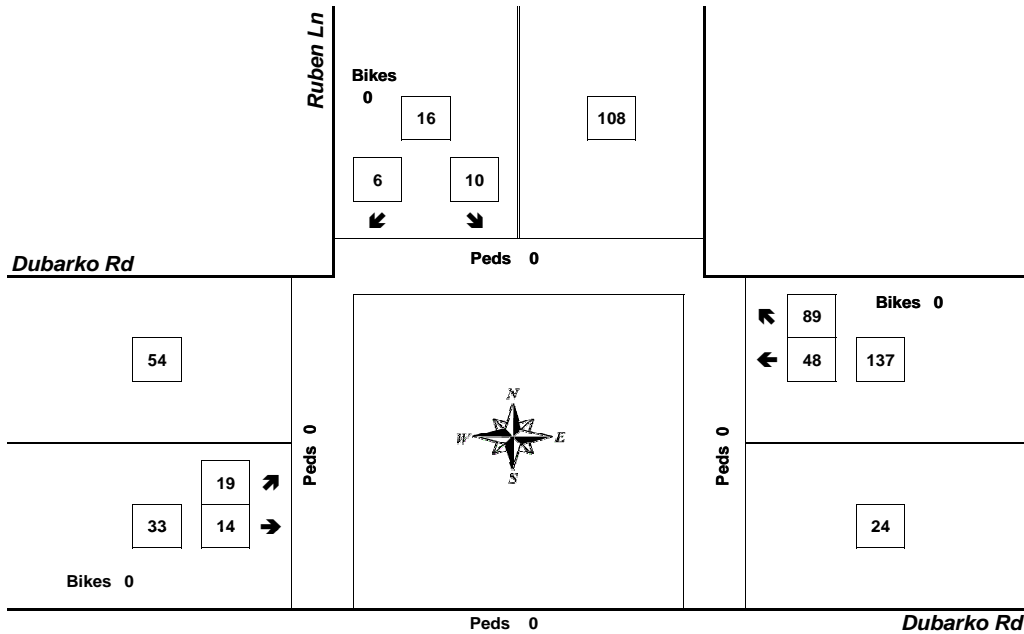 Ruben Ln
Bikes
0
16
108
6
10
Peds 0
Dubarko Rd
89
Bikes 0
54
48
137
N
W
E
S
Peds 0
Peds 0
19
33
14
24
Bikes 0
Peds 0
Dubarko Rd